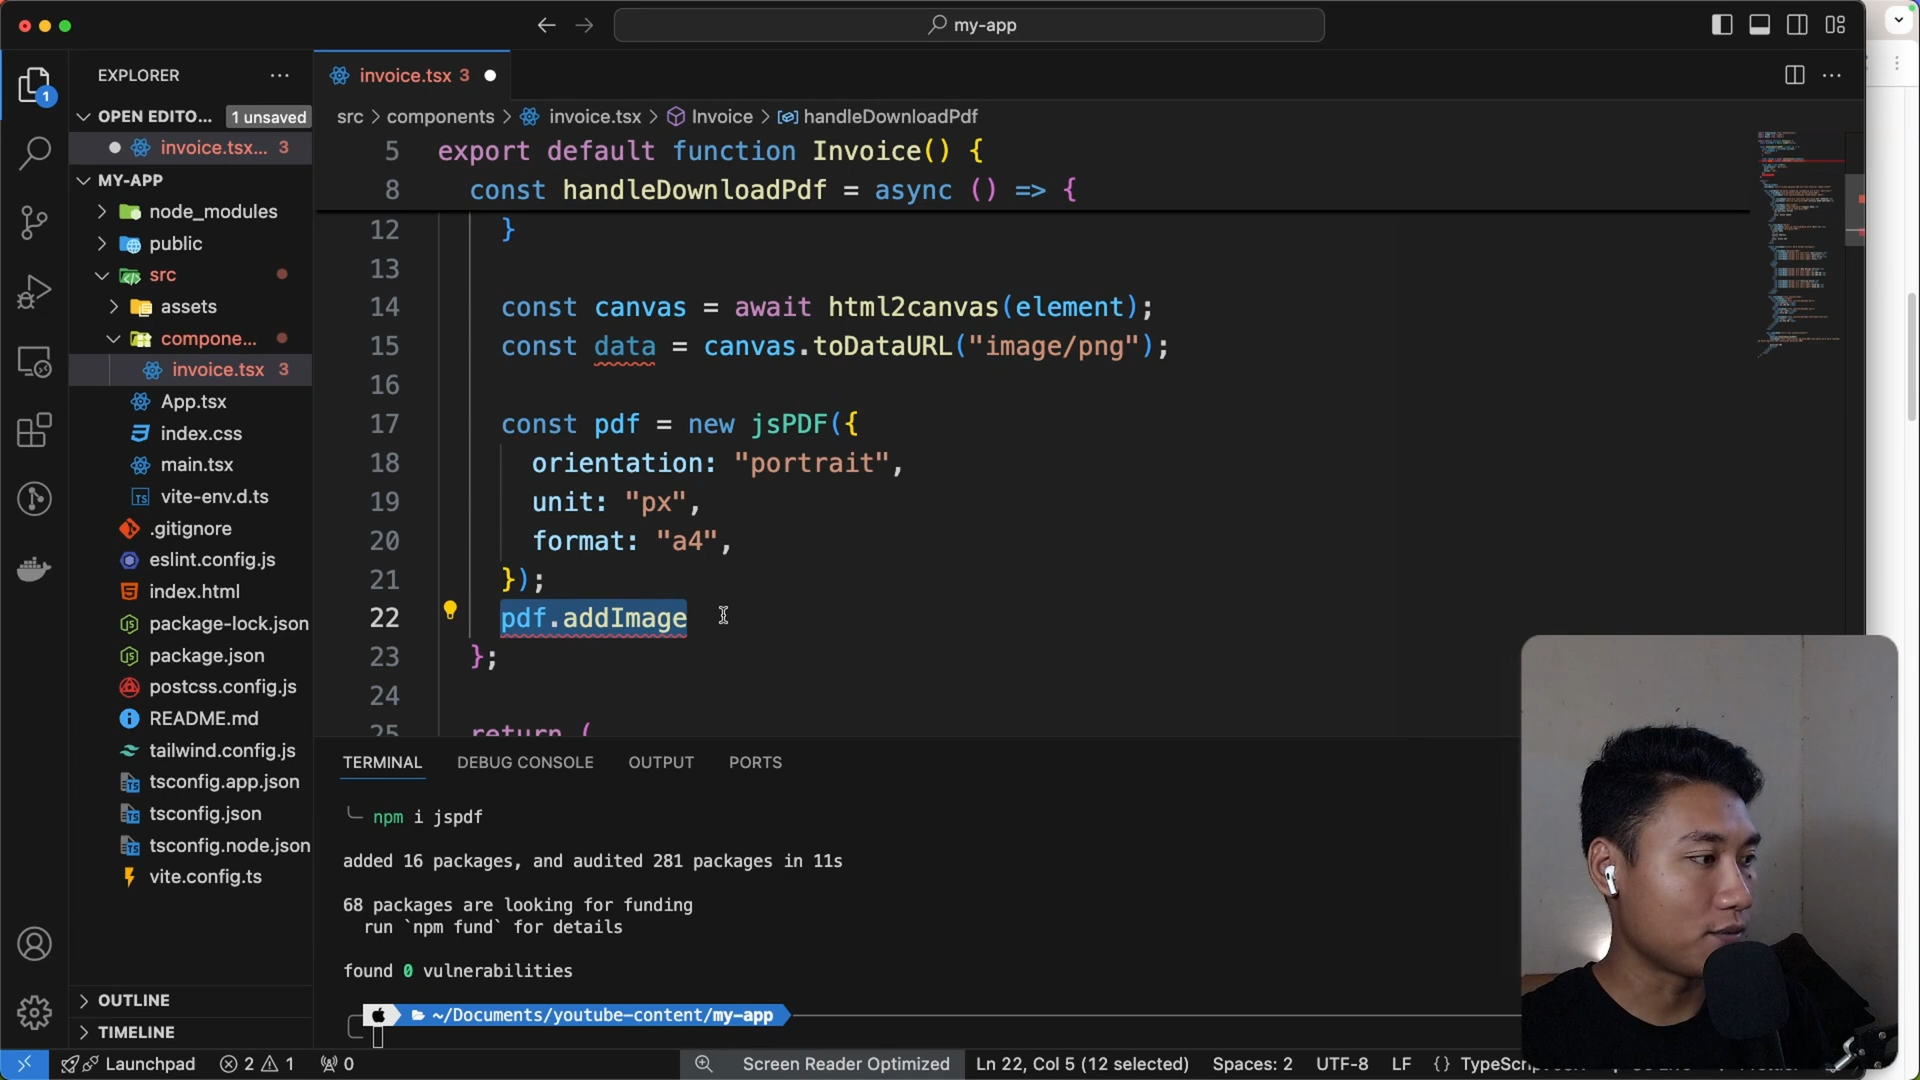 my-app
EXPLORER
invoice.tsx 3
OPEN EDITO... 1 unsaved
src > components > invoice.tsx > Invoice > handleDownloadPdf
invoice.tsx... 3
5 export default function Invoice() {
MY-APP
8 const handleDownloadPdf = async () => {
node_modules
12 }
public
13
src
14 const canvas = await html2canvas(element);
assets
15 const data = canvas.toDataURL("image/png");
compone...
16
invoice.tsx 3
17 const pdf = new jsPDF({
App.tsx
18 orientation: "portrait",
index.css
19 unit: "px",
main.tsx
20 format: "a4",
vite-env.d.ts
21 });
.gitignore
22 pdf.addImage
eslint.config.js
23 };
index.html
24
package-lock.json
25 return (
package.json
postcss.config.js
README.md
tailwind.config.js
tsconfig.app.json
tsconfig.json
tsconfig.node.json
vite.config.ts
TERMINAL DEBUG CONSOLE OUTPUT PORTS
npm i jspdf
added 16 packages, and audited 281 packages in 11s
68 packages are looking for funding
run `npm fund` for details
found 0 vulnerabilities
~/Documents/youtube-content/my-app
OUTLINE
TIMELINE
Launchpad 2 1 0 Screen Reader Optimized Ln 22, Col 5 (12 selected) Spaces: 2 UTF-8 LF {}